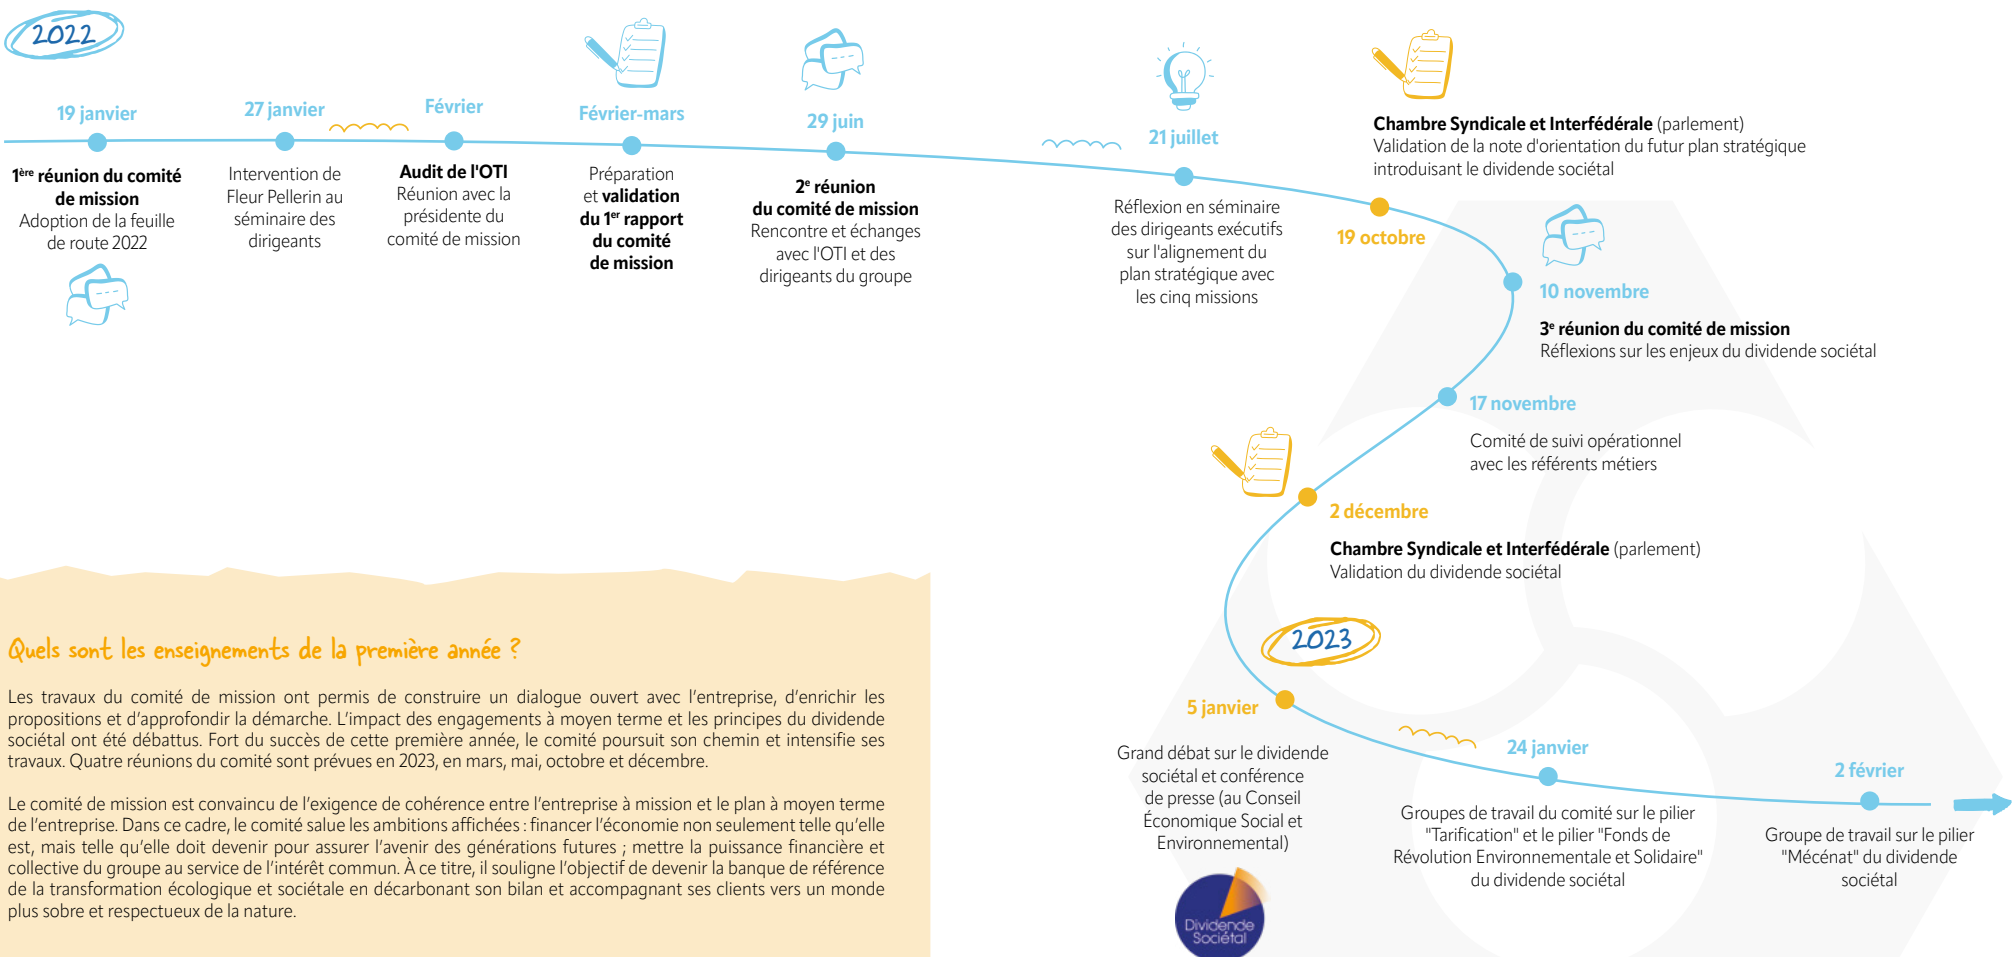 2022
19 janvier
1ère réunion du comité
de mission
Adoption de la feuille
de route 2022
27 janvier
Intervention de
Fleur Pellerin au
séminaire des
dirigeants
Février
Audit de l'OTI
Réunion avec la
présidente du
comité de mission
Février-mars
Préparation
et validation
du 1er rapport
du comité
de mission
29 juin
2e réunion
du comité de mission
Rencontre et échanges
avec l'OTI et des
dirigeants du groupe
21 juillet
Réflexion en séminaire
des dirigeants exécutifs
sur l'alignement du
plan stratégique avec
les cinq missions
Chambre Syndicale et Interfédérale (parlement)
Validation de la note d'orientation du futur plan stratégique
introduisant le dividende sociétal
19 octobre
10 novembre
3e réunion du comité de mission
Réflexions sur les enjeux du dividende sociétal
17 novembre
Comité de suivi opérationnel
avec les référents métiers
2 décembre
Chambre Syndicale et Interfédérale (parlement)
Validation du dividende sociétal
2023
5 janvier
Grand débat sur le dividende
sociétal et conférence
de presse (au Conseil
Économique Social et
Environnemental)
Dividende
Sociétal
24 janvier
Groupes de travail du comité sur le pilier
"Tarification" et le pilier "Fonds de
Révolution Environnementale et Solidaire"
du dividende sociétal
2 février
Groupe de travail sur le pilier
"Mécénat" du dividende
sociétal
Quels sont les enseignements de la première année ?
Les travaux du comité de mission ont permis de construire un dialogue ouvert avec l'entreprise, d'enrichir les
propositions et d'approfondir la démarche. L'impact des engagements à moyen terme et les principes du dividende
sociétal ont été débattus. Fort du succès de cette première année, le comité poursuit son chemin et intensifie ses
travaux. Quatre réunions du comité sont prévues en 2023, en mars, mai, octobre et décembre.
Le comité de mission est convaincu de l'exigence de cohérence entre l'entreprise à mission et le plan à moyen terme
de l'entreprise. Dans ce cadre, le comité salue les ambitions affichées : financer l'économie non seulement telle qu'elle
est, mais telle qu'elle doit devenir pour assurer l'avenir des générations futures ; mettre la puissance financière et
collective du groupe au service de l'intérêt commun. À ce titre, il souligne l'objectif de devenir la banque de référence
de la transformation écologique et sociétale en décarbonant son bilan et accompagnant ses clients vers un monde
plus sobre et respectueux de la nature.